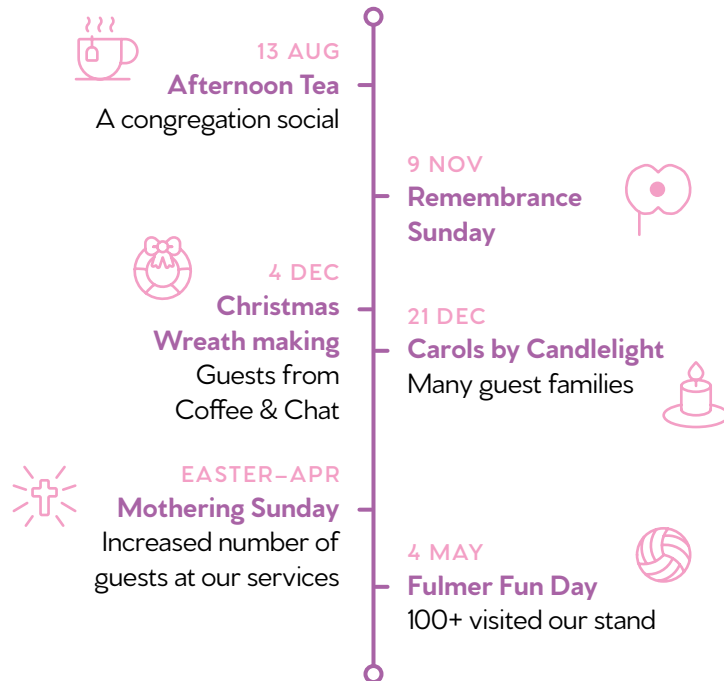 13 AUG
Afternoon Tea
A congregation social
9 NOV
Remembrance
Sunday
4 DEC
Christmas
Wreath making
Guests from
Coffee & Chat
21 DEC
Carols by Candlelight
Many guest families
EASTER–APR
Mothering Sunday
Increased number of
guests at our services
4 MAY
Fulmer Fun Day
100+ visited our stand